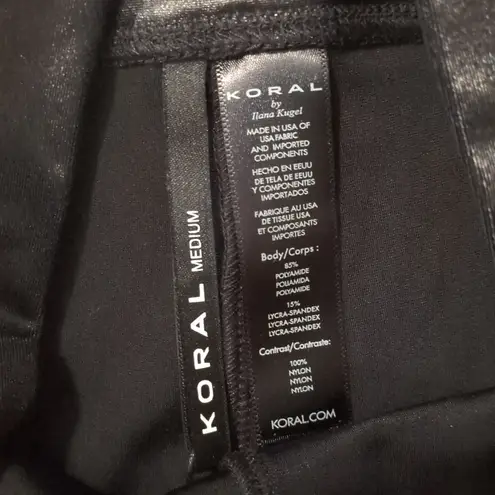 KORAL MEDIUM
KORAL
by
Ilana Kugel
MADE IN USA OF
USA FABRIC
AND IMPORTED
COMPONENTS
HECHO EN EEUU
DE TELA DE EEUU
Y COMPONENTES
IMPORTADOS
FABRIQUE AU USA
DE TISSUE USA
ET COMPOSANTS
IMPORTES
Body/Corps :
85%
POLYAMIDE
POLIAMIDA
POLYAMIDE
15%
LYCRA-SPANDEX
LYCRA-SPANDEX
LYCRA-SPANDEX
Contrast/Contraste:
100%
NYLON
NYLON
NYLON
KORAL.COM